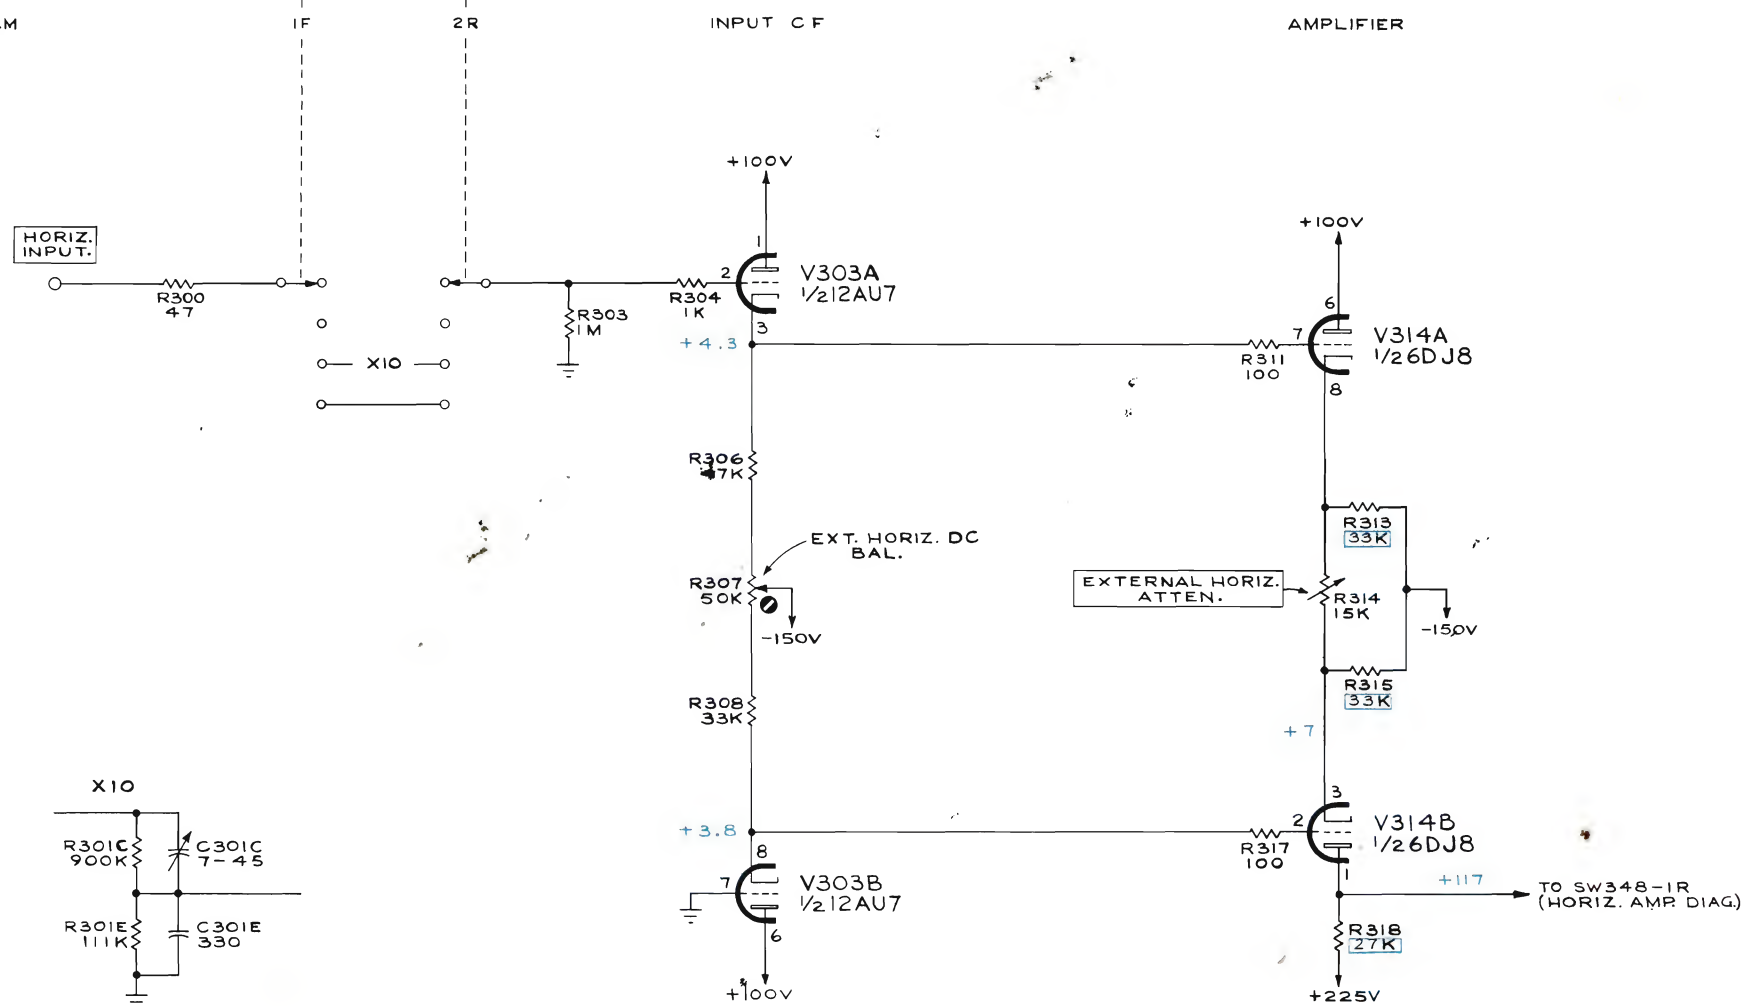 1F
2R
INPUT CF
AMPLIFIER
+100V
HORIZ.
INPUT.
R300
47
X10
R303
1M
R304
1K
1
2
3
V303A
1/2 12AU7
+4.3
+100V
6
7
8
V314A
1/2 6DJ8
R311
100
R306
EXT. HORIZ. DC
BAL.
R307
50K
-150V
R308
33K
EXTERNAL HORIZ.
ATTEN.
R313
33K
R314
15K
-150V
R315
33K
+7
+3.8
8
7
6
V303B
1/2 12AU7
+100V
R317
100
3
2
1
V314B
1/2 6DJ8
+117
TO SW348-1R
(HORIZ. AMP. DIAG.)
R318
27K
+225V
X10
R301C
900K
C301C
7-45
R301E
111K
C301E
330